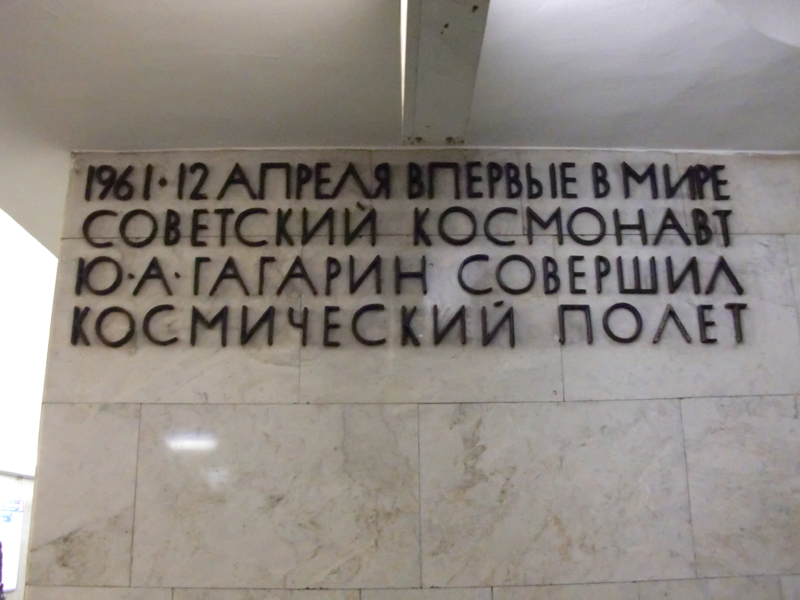 1961·12 АПРЕЛЯ ВПЕРВЫЕ В МИРЕ
СОВЕТСКИЙ КОСМОНАВТ
Ю·А·ГАГАРИН СОВЕРШИЛ
КОСМИЧЕСКИЙ ПОЛЕТ